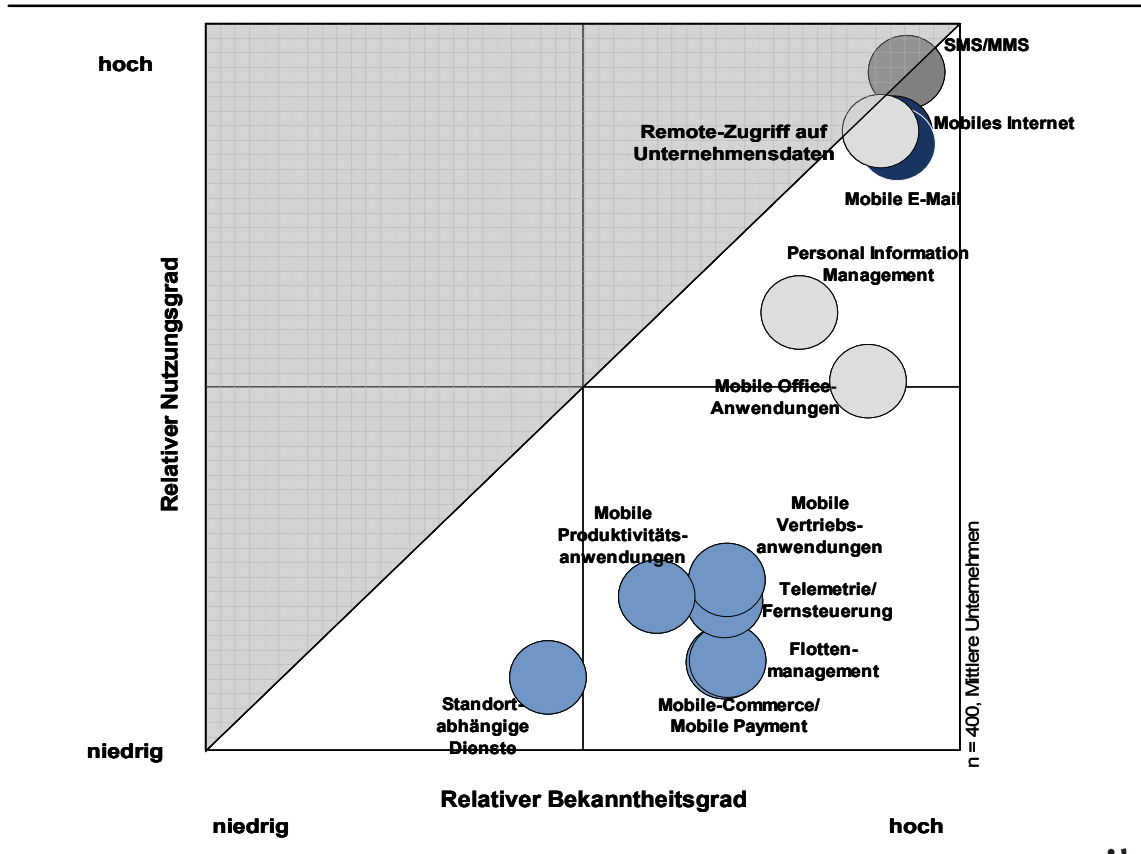 hoch
SMS/MMS
Mobiles Internet
Remote-Zugriff auf
Unternehmensdaten
Mobile E-Mail
Personal Information
Management
Relativer Nutzungsgrad
Mobile Office-
Anwendungen
Mobile
Produktivitäts-
anwendungen
Mobile
Vertriebs-
anwendungen
Telemetrie/
Fernsteuerung
Flotten-
management
Mobile-Commerce/
Mobile Payment
Standort-
abhängige
Dienste
n = 400, Mittlere Unternehmen
niedrig
Relativer Bekanntheitsgrad
niedrig
hoch